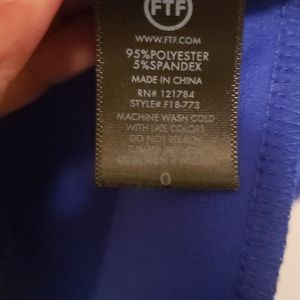 FTF
WWW.FTF.COM
95%POLYESTER
5%SPANDEX
MADE IN CHINA
RN# 121784
STYLE# F18-773
MACHINE WASH COLD
WITH LIKE COLORS
DO NOT BLEACH
0